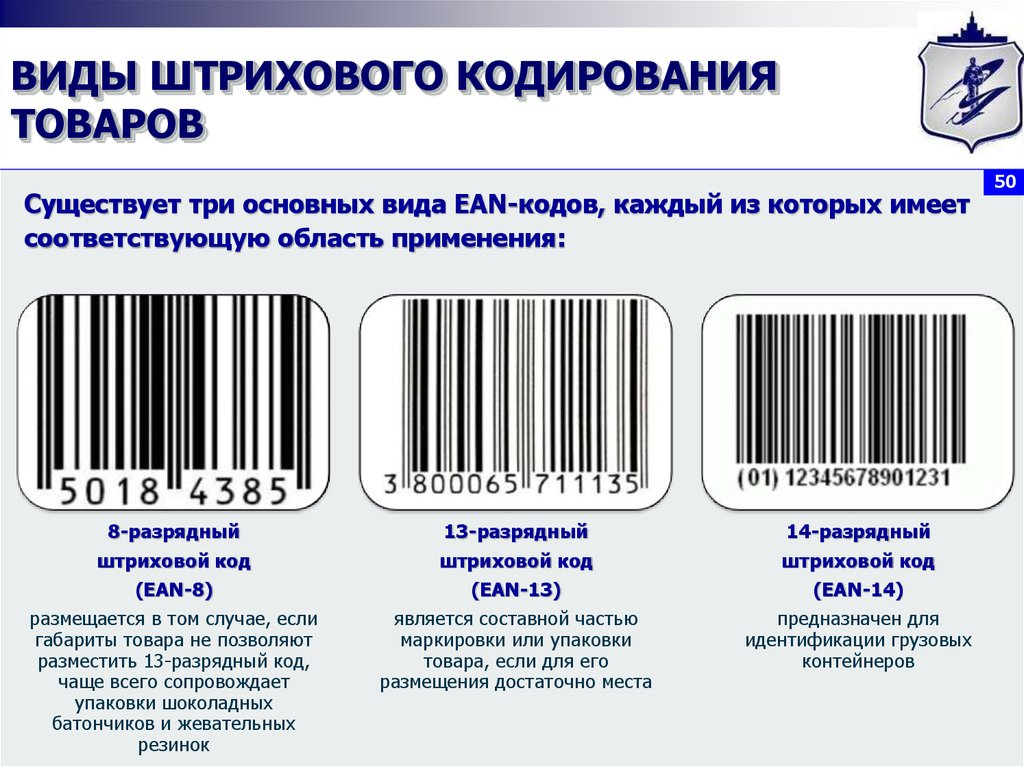 ВИДЫ ШТРИХОВОГО КОДИРОВАНИЯ
ТОВАРОВ
50
Существует три основных вида EAN-кодов, каждый из которых имеет
соответствующую область применения:
5018 4385
3 800065 711135
(01) 12345678901231
8-разрядный
штриховой код
(EAN-8)
размещается в том случае, если
габариты товара не позволяют
разместить 13-разрядный код,
чаще всего сопровождает
упаковки шоколадных
батончиков и жевательных
резинок
13-разрядный
штриховой код
(EAN-13)
является составной частью
маркировки или упаковки
товара, если для его
размещения достаточно места
14-разрядный
штриховой код
(EAN-14)
предназначен для
идентификации грузовых
контейнеров